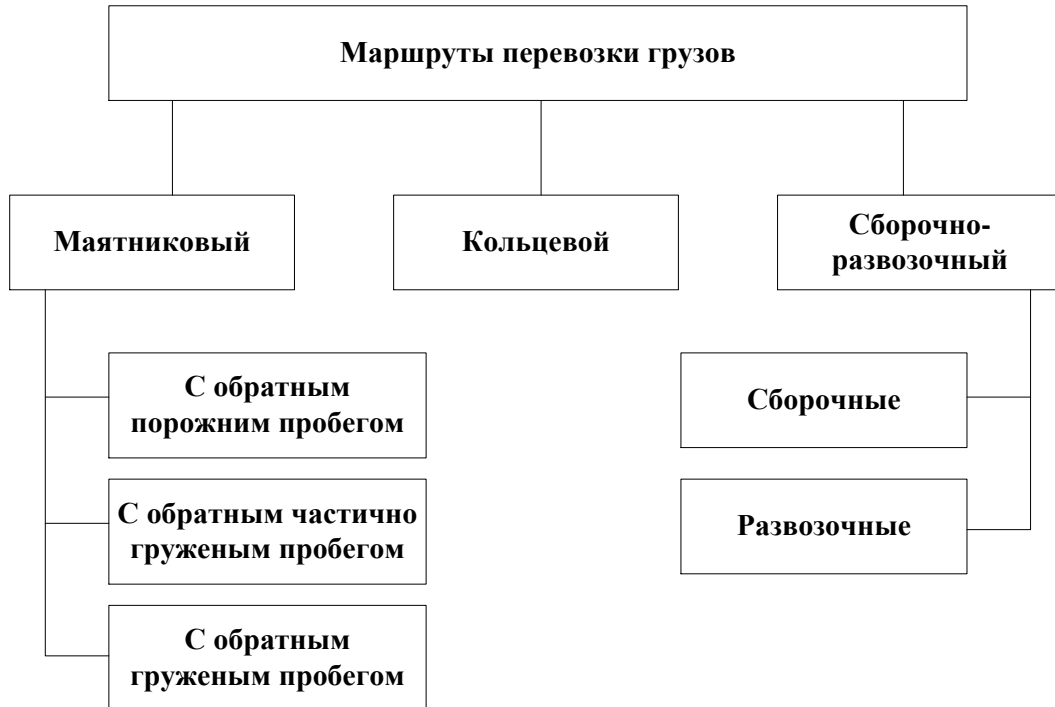 Маршруты перевозки грузов
Маятниковый
Кольцевой
Сборочно-
развозочный
С обратным
порожним пробегом
С обратным частично
груженым пробегом
С обратным
груженым пробегом
Сборочные
Развозочные